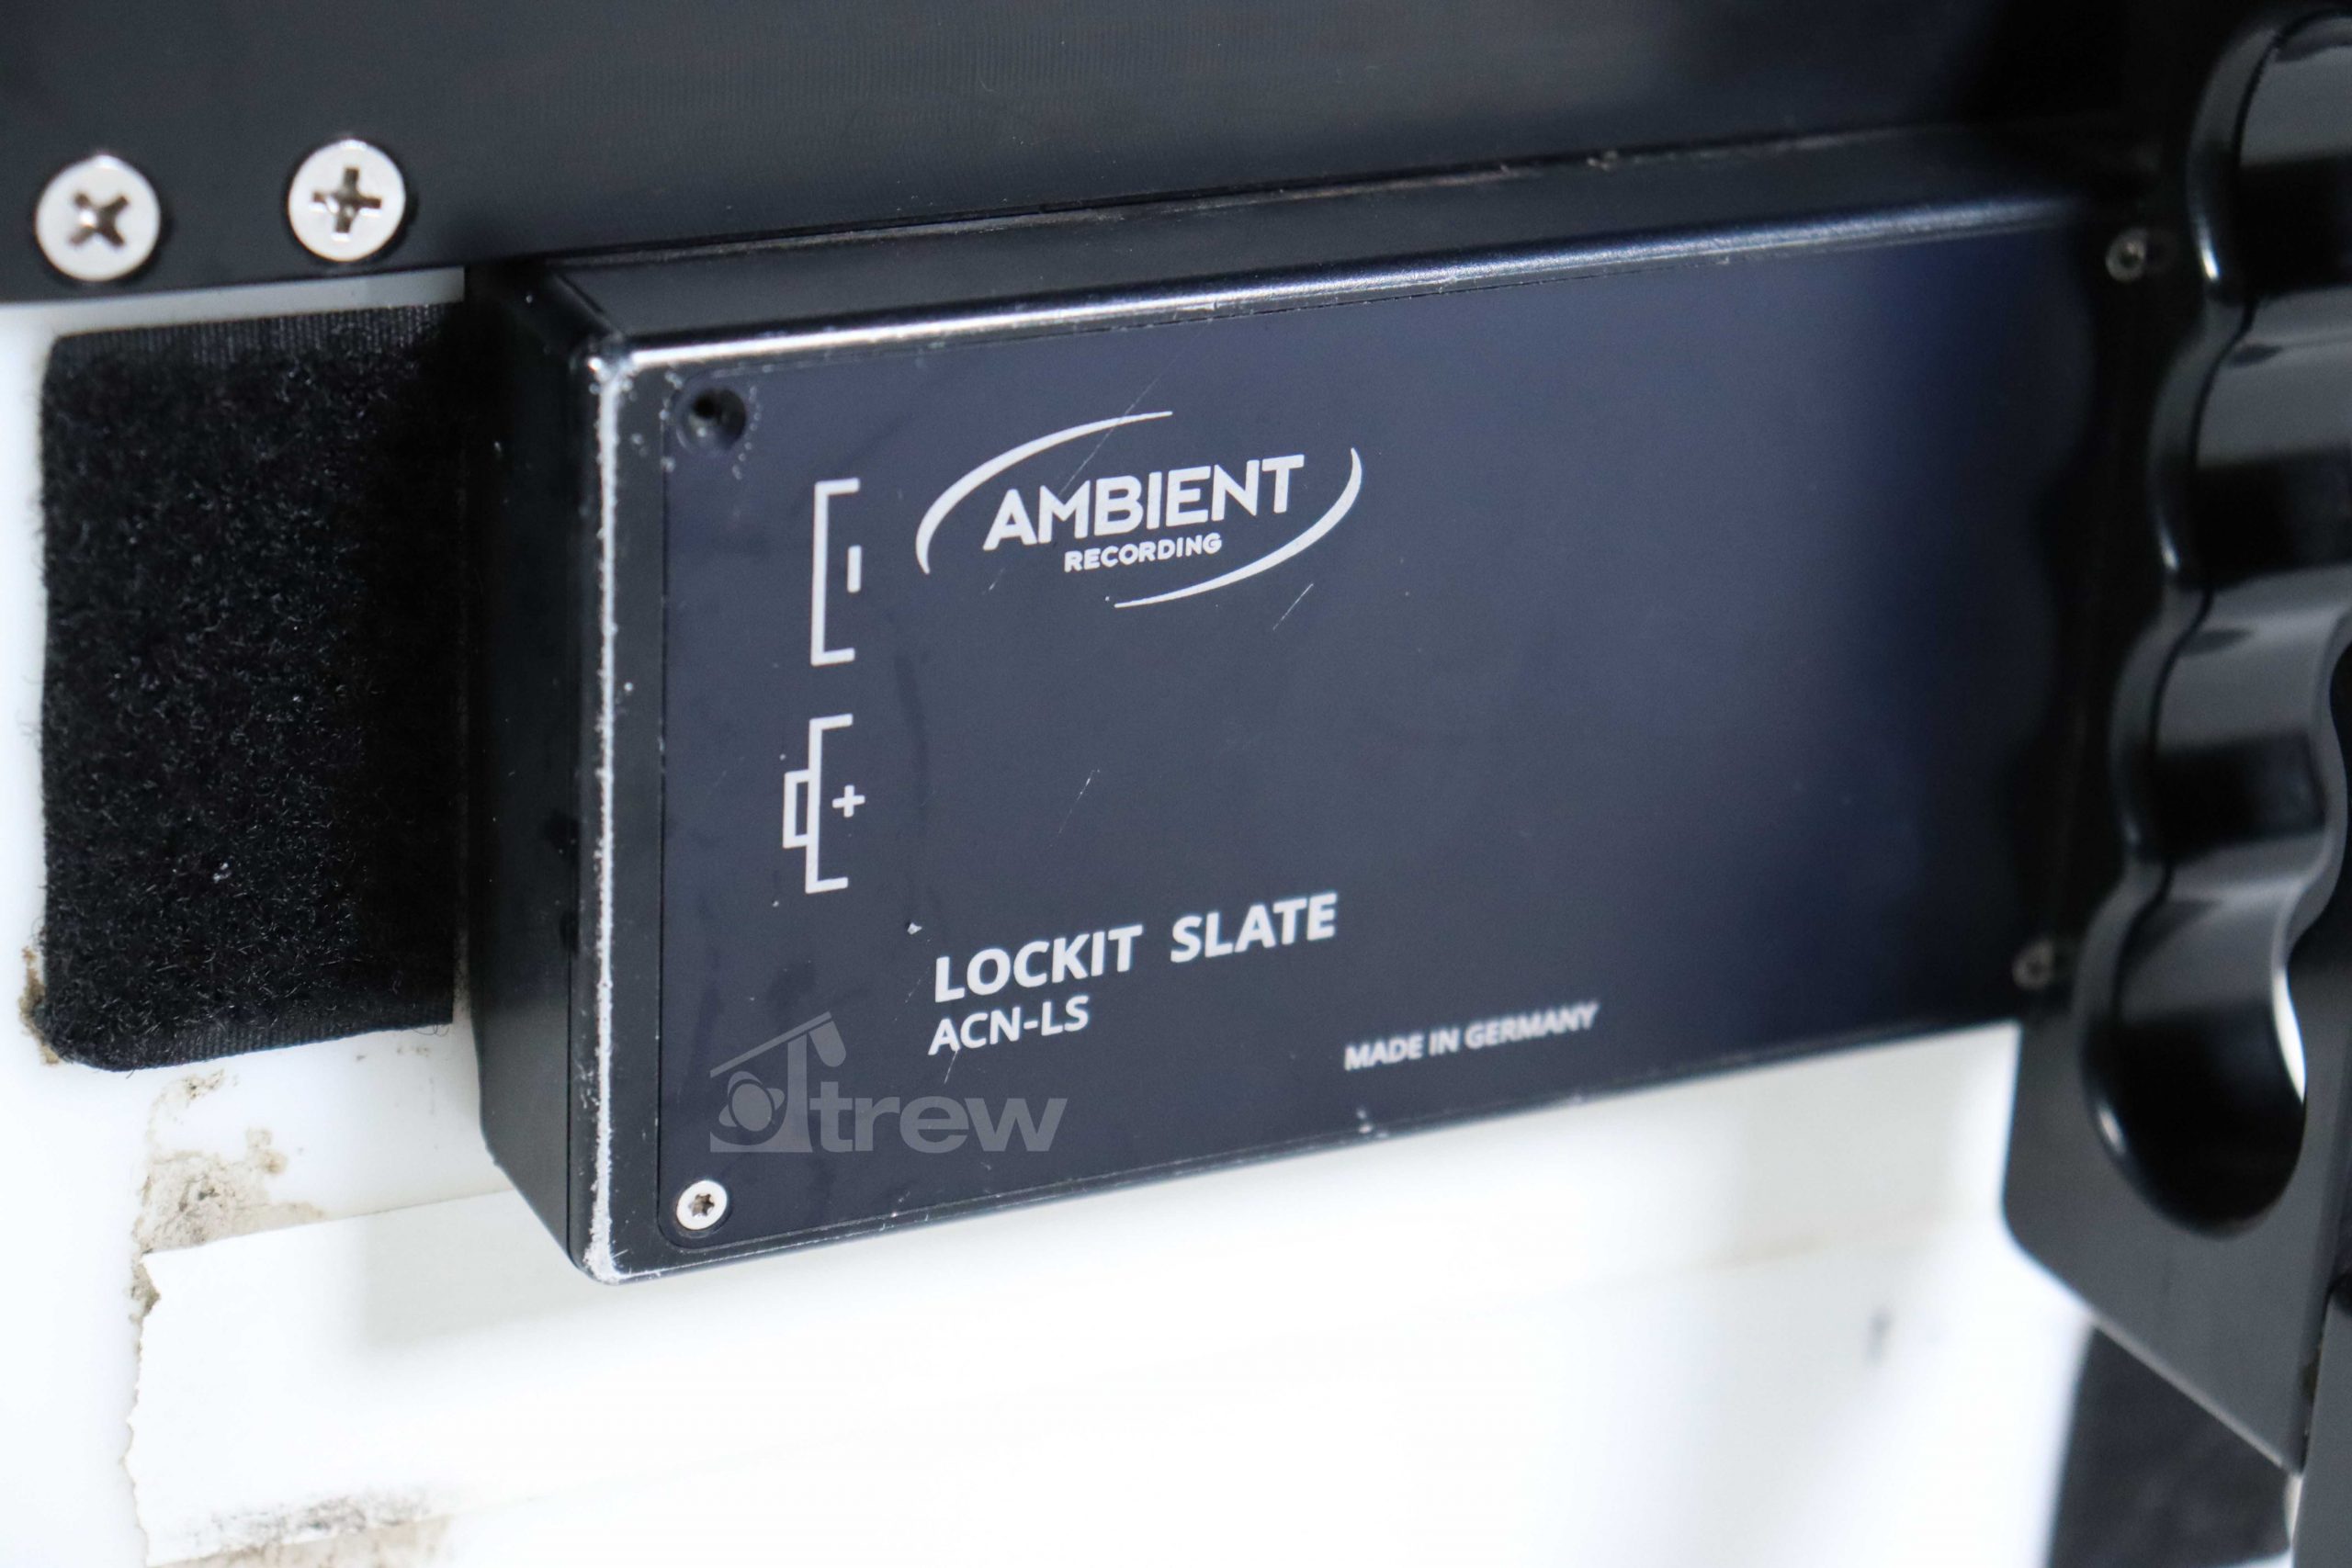 AMBIENT
RECORDING
-
+
LOCKIT SLATE
ACN-LS
MADE IN GERMANY
trew